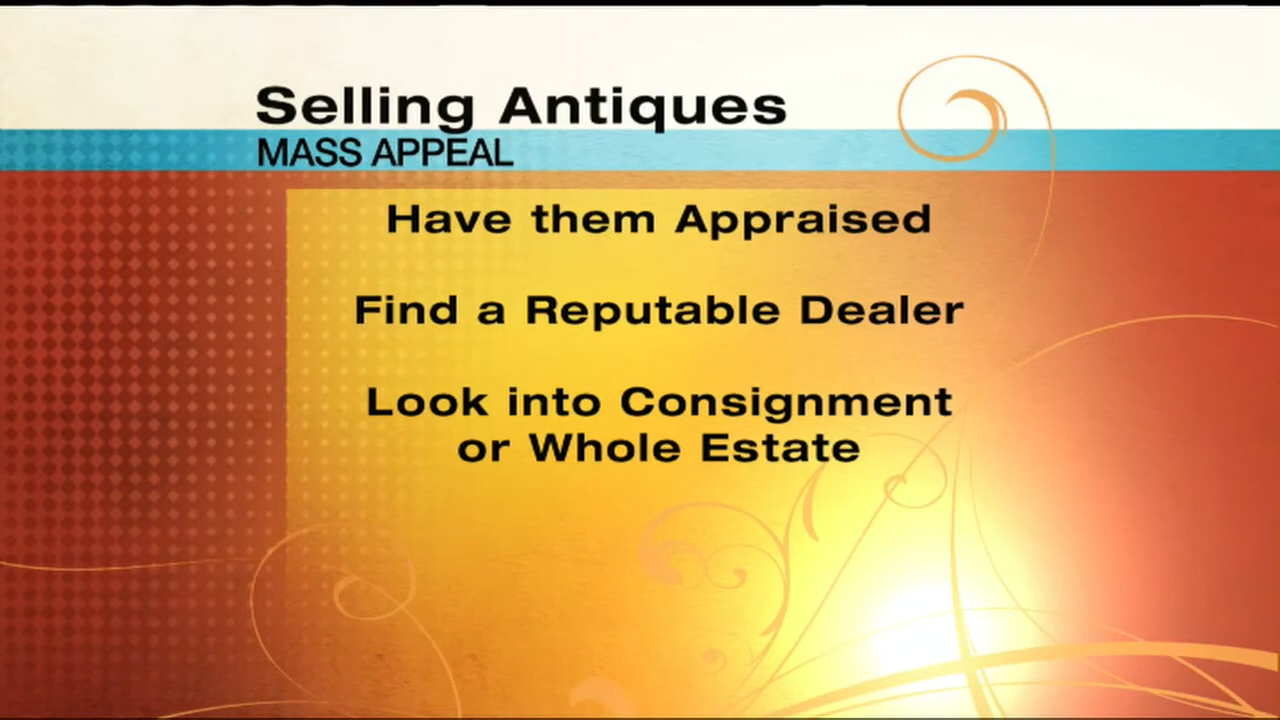 Selling Antiques
MASS APPEAL
Have them Appraised
Find a Reputable Dealer
Look into Consignment
or Whole Estate